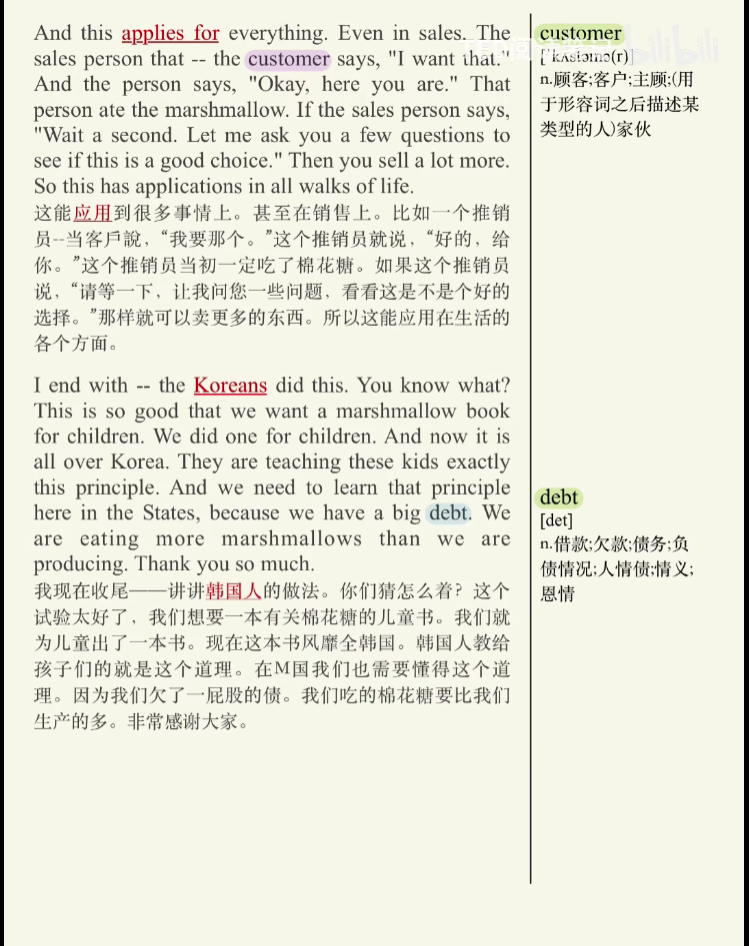 And this applies for everything. Even in sales. The
sales person that -- the customer says, "I want that."
And the person says, "Okay, here you are." That
person ate the marshmallow. If the sales person says,
"Wait a second. Let me ask you a few questions to
see if this is a good choice." Then you sell a lot more.
So this has applications in all walks of life.
这能应用到很多事情上。甚至在销售上。比如一个推销
员--当客戶說，“我要那个。”这个推销员就说，“好的，给
你。”这个推销员当初一定吃了棉花糖。如果这个推销员
说，“请等一下，让我问您一些问题，看看这是不是个好的
选择。”那样就可以卖更多的东西。所以这能应用在生活的
各个方面。
I end with -- the Koreans did this. You know what?
This is so good that we want a marshmallow book
for children. We did one for children. And now it is
all over Korea. They are teaching these kids exactly
this principle. And we need to learn that principle
here in the States, because we have a big debt. We
are eating more marshmallows than we are
producing. Thank you so much.
我现在收尾——讲讲韩国人的做法。你们猜怎么着？这个
试验太好了，我们想要一本有关棉花糖的儿童书。我们就
为儿童出了一本书。现在这本书风靡全韩国。韩国人教给
孩子们的就是这个道理。在M国我们也需要懂得这个道
理。因为我们欠了一屁股的债。我们吃的棉花糖要比我们
生产的多。非常感谢大家。
customer
['kʌstəmə(r)]
n.顾客;客户;主顾;(用
于形容词之后描述某
类型的人)家伙
debt
[det]
n.借款;欠款;债务;负
债情况;人情债;情义;
恩情
bilibili